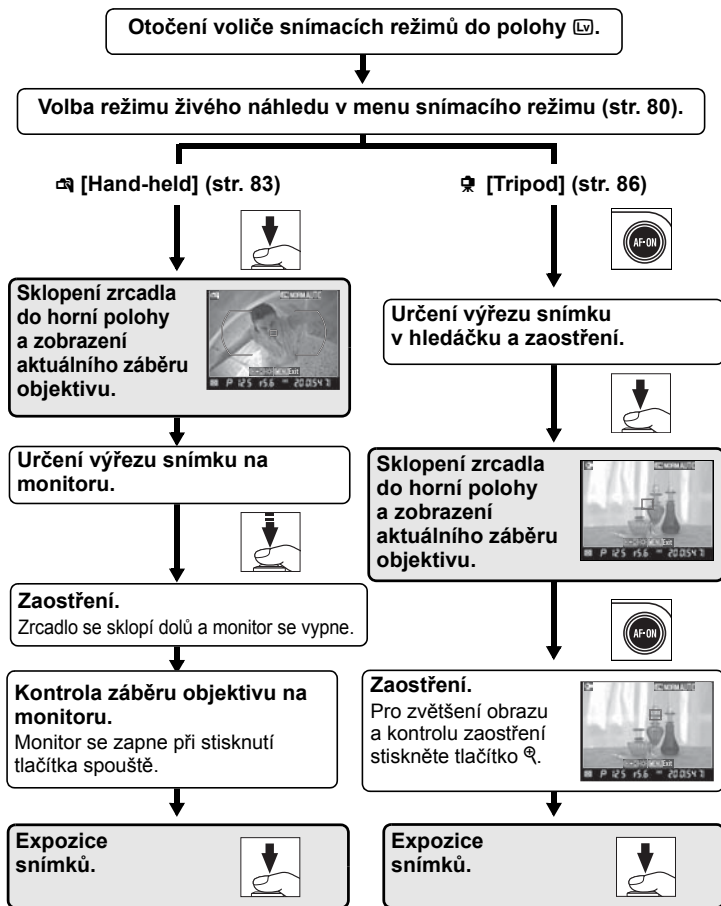 Otočení voliče snímacích režimů do polohy Lv.
Volba režimu živého náhledu v menu snímacího režimu (str. 80).
[Hand-held] (str. 83)
Sklopení zrcadla
do horní polohy
a zobrazení
aktuálního záběru
objektivu.
Určení výřezu snímku na
monitoru.
Zaostření.
Zrcadlo se sklopí dolů a monitor se vypne.
Kontrola záběru objektivu na
monitoru.
Monitor se zapne při stisknutí
tlačítka spouště.
Expozice
snímků.
[Tripod] (str. 86)
AF-ON
Určení výřezu snímku
v hledáčku a zaostření.
Sklopení zrcadla
do horní polohy
a zobrazení
aktuálního záběru
objektivu.
AF-ON
Zaostření.
Pro zvětšení obrazu
a kontrolu zaostření
stiskněte tlačítko.
Expozice
snímků.